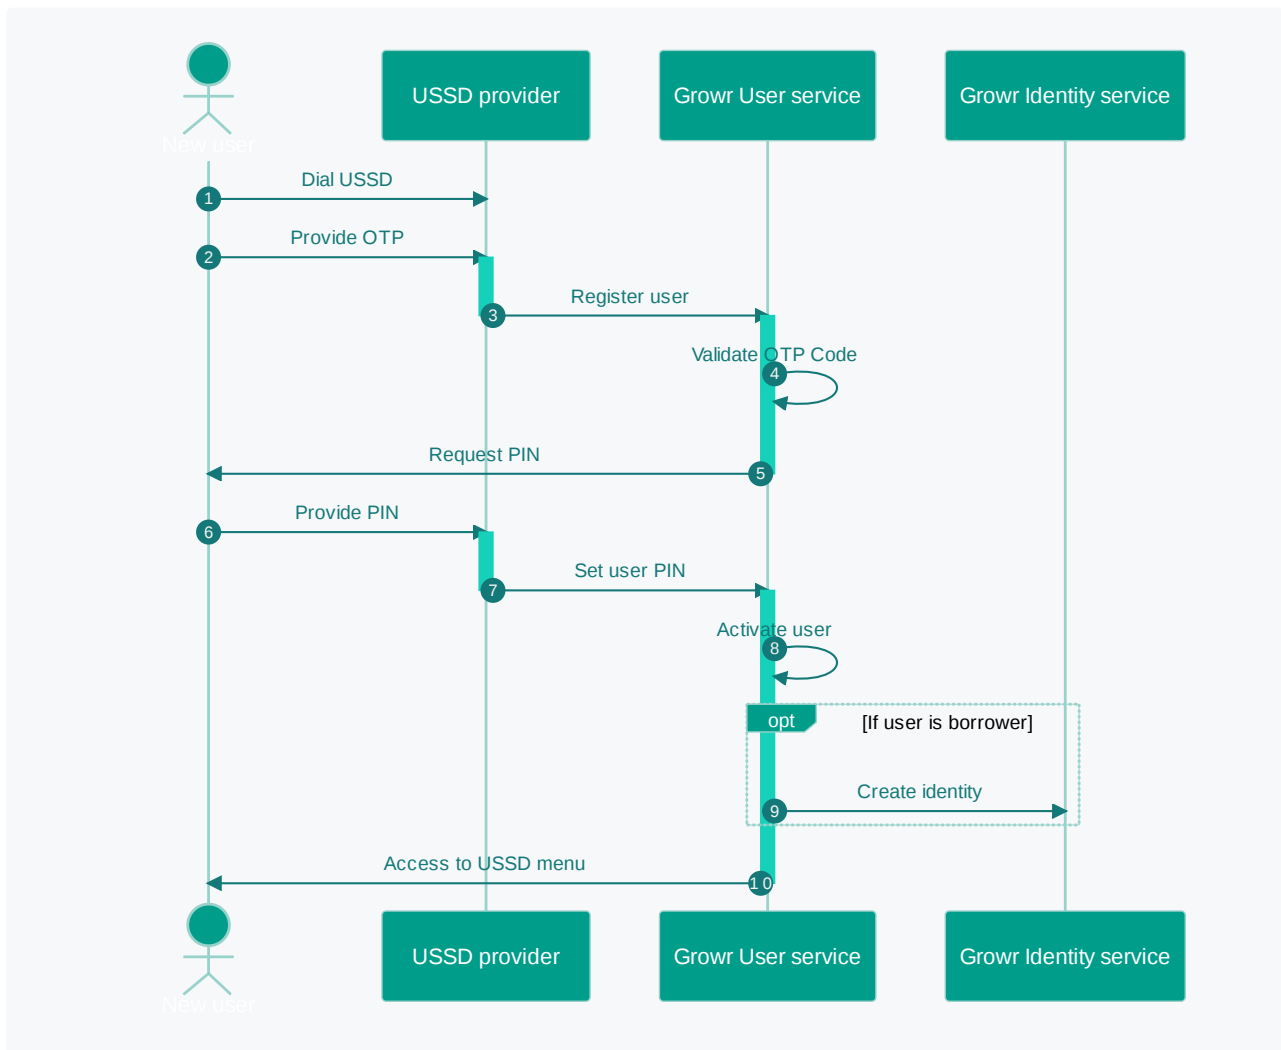 New user
USSD provider
Growr User service
Growr Identity service
Dial USSD
1
Provide OTP
2
Register user
3
Validate OTP Code
4
Request PIN
5
Provide PIN
6
Set user PIN
7
Activate user
8
opt
[If user is borrower]
Create identity
9
Access to USSD menu
10
New user
USSD provider
Growr User service
Growr Identity service